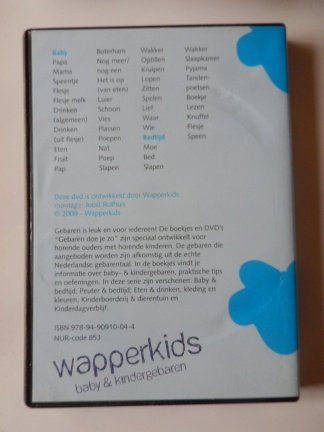 Baby
Papa
Mama
Speentje
Flesje
Flesje melk
Drinken
(algemeen)
Drinken
(uit flesje)
Eten
Fruit
Pap
Boterham
Nog meer/
nog een
Het is op
(van eten)
Luier
Schoon
Vies
Plassen
Poepen
Nat
Poep
Slapen
Wakker
Optillen
Kruipen
Lopen
Zitten
Spelen
Lief
Waar
Wie
Bedtijd
Moe
Bed
Slapen
Wakker
Slaapkamer
Pyjama
Tanden-
poetsen
Boekje
Lezen
Knuffel
Flesje
Speen
Deze dvd is ontwikkeld door Wapperkids
montage: Joost Rothuis
© 2009 - Wapperkids
Gebaren is leuk en voor iedereen! De boekjes en DVD's
"Gebaren doe je zo" zijn speciaal ontwikkeld voor
horende ouders met horende kinderen. De gebaren die
aangeboden worden zijn afkomstig uit de echte
Nederlandse gebarentaal. In de boekjes vindt je
informatie over baby- & kindergebaren, praktische tips
en oefeningen. In deze serie zijn verschenen: Baby &
bedtijd; Peuter & bedtijd; Eten & drinken, kleding en
kleuren; Kinderboerderij & dierentuin en
Kinderdagverblijf.
ISBN 978-94-90910-04-4
NUR-code 853
wapperkids
baby & kindergebaren